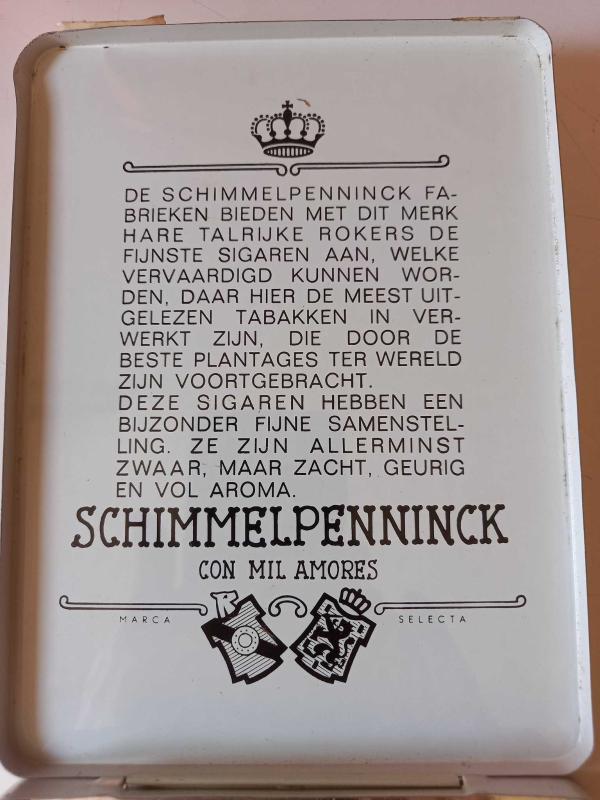 DE SCHIMMELPENNINCK FA-
BRIEKEN BIEDEN MET DIT MERK
HARE TALRIJKE ROKERS DE
FIJNSTE SIGAREN AAN, WELKE
VERVAARDIGD KUNNEN WOR-
DEN, DAAR HIER DE MEEST UIT-
GELEZEN TABAKKEN IN VER-
WERKT ZIJN, DIE DOOR DE
BESTE PLANTAGES TER WERELD
ZIJN VOORTGEBRACHT.
DEZE SIGAREN HEBBEN EEN
BIJZONDER FIJNE SAMENSTEL-
LING. ZE ZIJN ALLERMINST
ZWAAR, MAAR ZACHT, GEURIG
EN VOL AROMA.
SCHIMMELPENNINCK
CON MIL AMORES
MARCA SELECTA